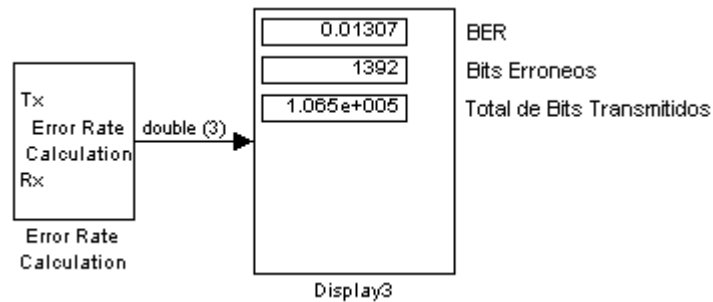 0.01307
BER
1392
Bits Erroneos
1.065e+005
Total de Bits Transmitidos
Tx
Error Rate
Calculation
Rx
double (3)
Error Rate
Calculation
Display3